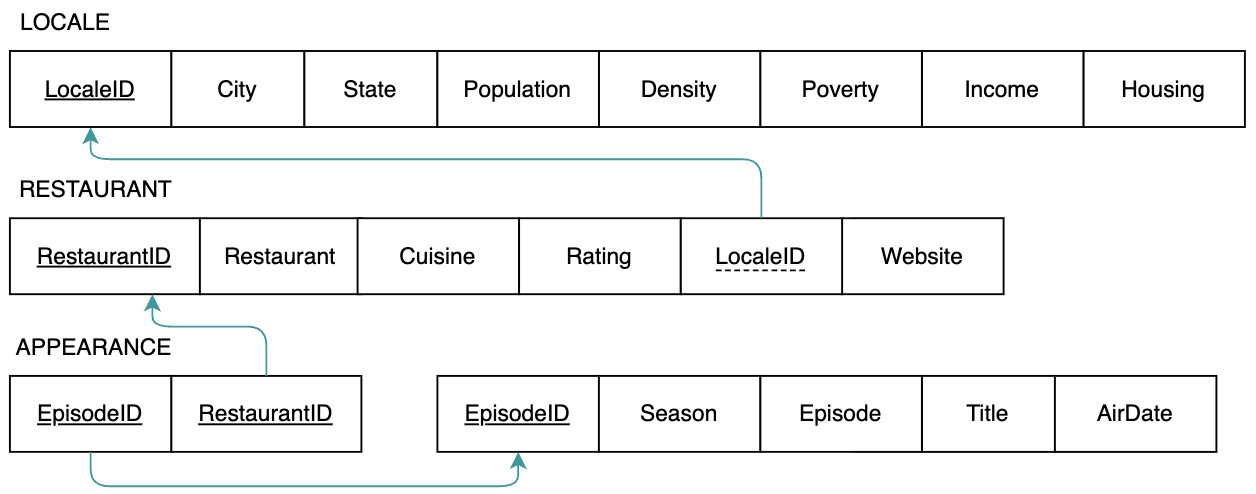 LOCALE
LocaleID City State Population Density Poverty Income Housing
RESTAURANT
RestaurantID Restaurant Cuisine Rating LocaleID Website
APPEARANCE
EpisodeID RestaurantID EpisodeID Season Episode Title AirDate